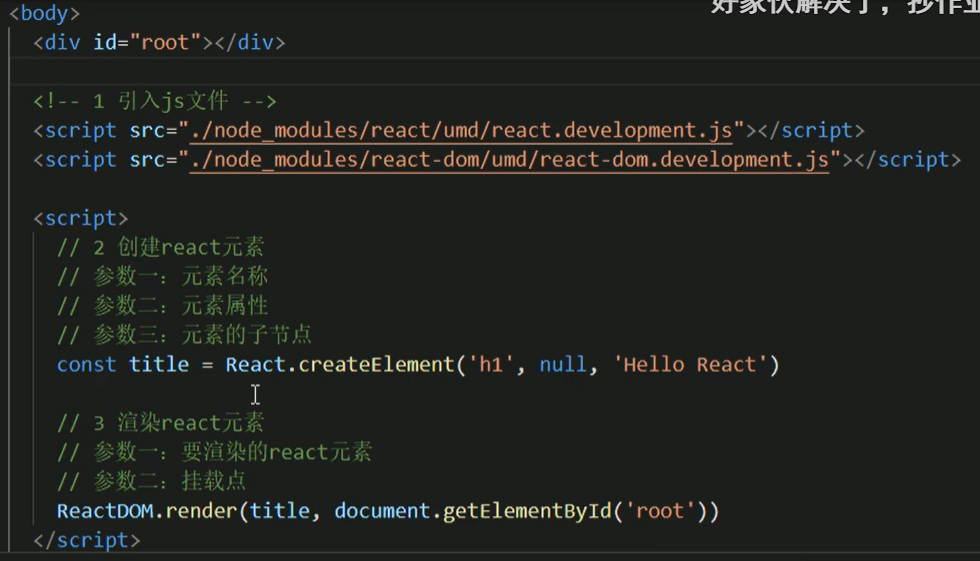 好家伙解决了，抄作业
<body>
<div id="root"></div>
<!-- 1 引入js文件 -->
<script src="./node_modules/react/umd/react.development.js"></script>
<script src="./node_modules/react-dom/umd/react-dom.development.js"></script>
<script>
// 2 创建react元素
// 参数一：元素名称
// 参数二：元素属性
// 参数三：元素的子节点
const title = React.createElement('h1', null, 'Hello React')
// 3 渲染react元素
// 参数一：要渲染的react元素
// 参数二：挂载点
ReactDOM.render(title, document.getElementById('root'))
</script>